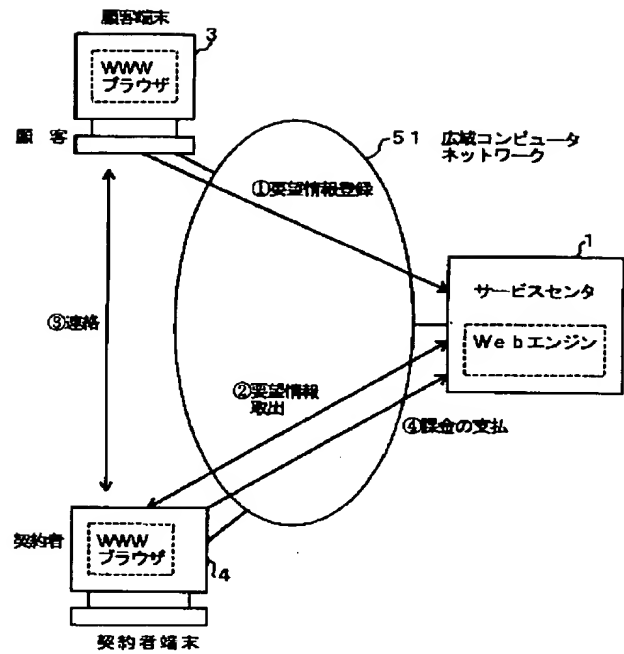 顧客端末
3
WWW
ブラウザ
顧 客
51 広域コンピュータ
ネットワーク
①要望情報登録
1
サービスセンタ
Webエンジン
③連絡
②要望情報
取出
④課金の支払
契約者
WWW
ブラウザ
4
契約者端末